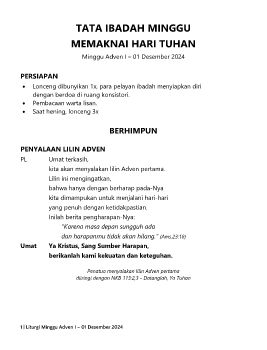 TATA IBADAH MINGGU
MEMAKNAI HARI TUHAN
Minggu Adven I – 01 Desember 2024
PERSIAPAN
• Lonceng dibunyikan 1x, para pelayan ibadah menyiapkan diri
dengan berdoa di ruang konsistori.
• Pembacaan warta lisan.
• Saat hening, lonceng 3x
BERHIMPUN
PENYALAAN LILIN ADVEN
PL Umat terkasih,
kita akan menyalakan lilin Adven pertama.
Lilin ini mengingatkan,
bahwa hanya dengan berharap pada-Nya
kita dimampukan untuk menjalani hari-hari
yang penuh dengan ketidakpastian.
Inilah berita pengharapan-Nya:
"Karena masa depan sungguh ada
dan harapanmu tidak akan hilang." (Ams.23:18)
Umat Ya Kristus, Sang Sumber Harapan,
berikanlah kami kekuatan dan keteguhan.
Penatua menyalakan lilin Adven pertama
diiringi dengan NKB 115:2,3 – Datanglah, Ya Tuhan
1 | Liturgi Minggu Adven I – 01 Desember 2024